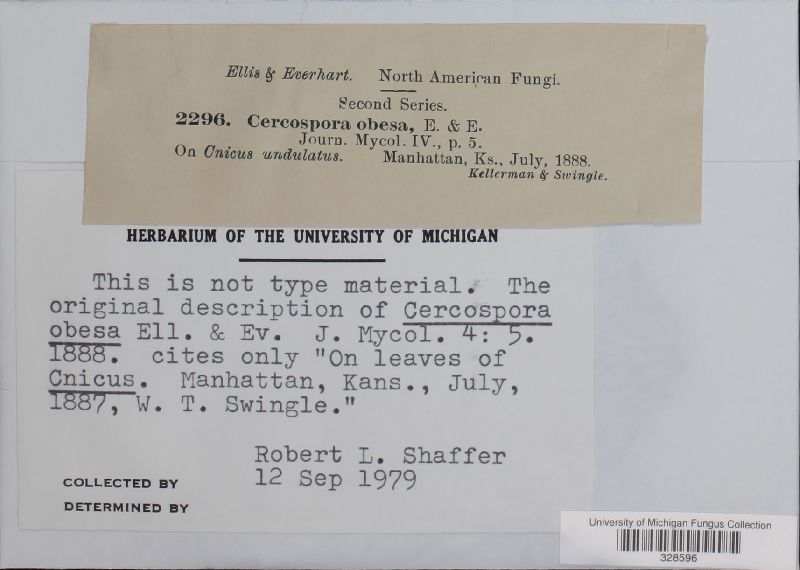 Ellis & Everhart. North American Fungi.
Second Series.
2296. Cercospora obesa, E. & E.
Journ. Mycol. IV., p. 5.
On Cnicus undulatus. Manhattan, Ks., July, 1888.
Kellerman & Swingle.
HERBARIUM OF THE UNIVERSITY OF MICHIGAN
This is not type material. The
original description of Cercospora
obesa Ell. & Ev. J. Mycol. 4: 5.
1888. cites only "On leaves of
Cnicus. Manhattan, Kans., July,
1887, W. T. Swingle."
Robert L. Shaffer
12 Sep 1979
COLLECTED BY
DETERMINED BY
University of Michigan Fungus Collection
328596